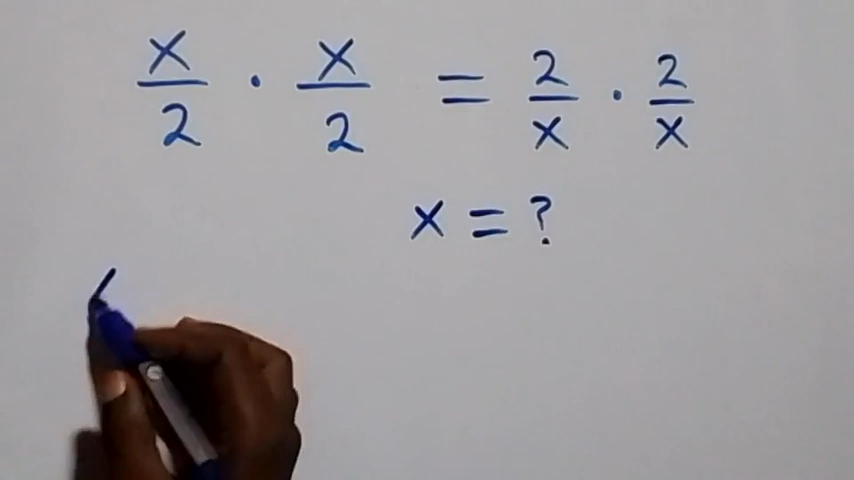 x/2 · x/2 = 2/x · 2/x
x = ?